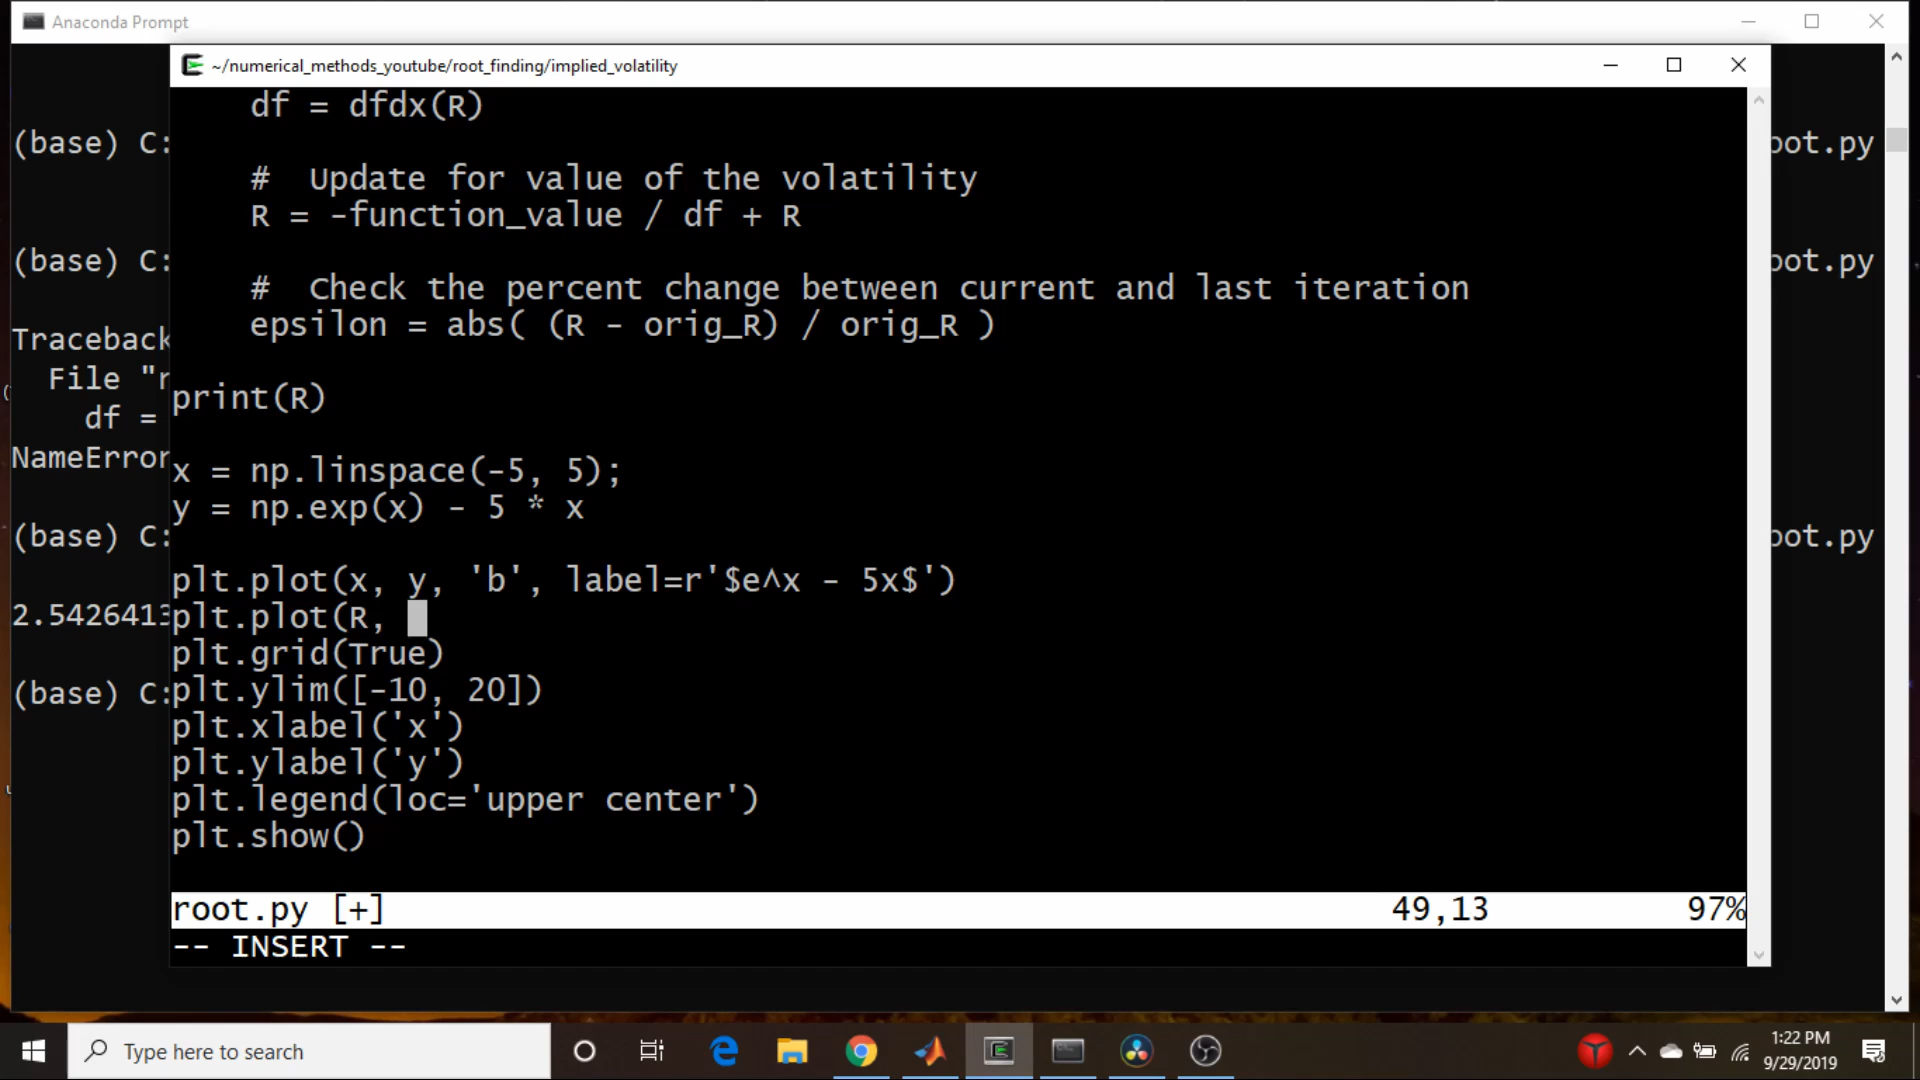 Anaconda Prompt
~/numerical_methods_youtube/root_finding/implied_volatility
df = dfdx(R)
(base) C:
oot.py
# Update for value of the volatility
R = -function_value / df + R
(base) C:
oot.py
# Check the percent change between current and last iteration
epsilon = abs( (R - orig_R) / orig_R )
Traceback
File "r
df =
NameError
print(R)
x = np.linspace(-5, 5);
y = np.exp(x) - 5 * x
(base) C:
oot.py
plt.plot(x, y, 'b', label=r'$e^x - 5x$')
2.5426413
plt.plot(R,
plt.grid(True)
(base) C:
plt.ylim([-10, 20])
plt.xlabel('x')
plt.ylabel('y')
plt.legend(loc='upper center')
plt.show()
root.py [+]
49,13
97%
-- INSERT --
Type here to search
1:22 PM
9/29/2019